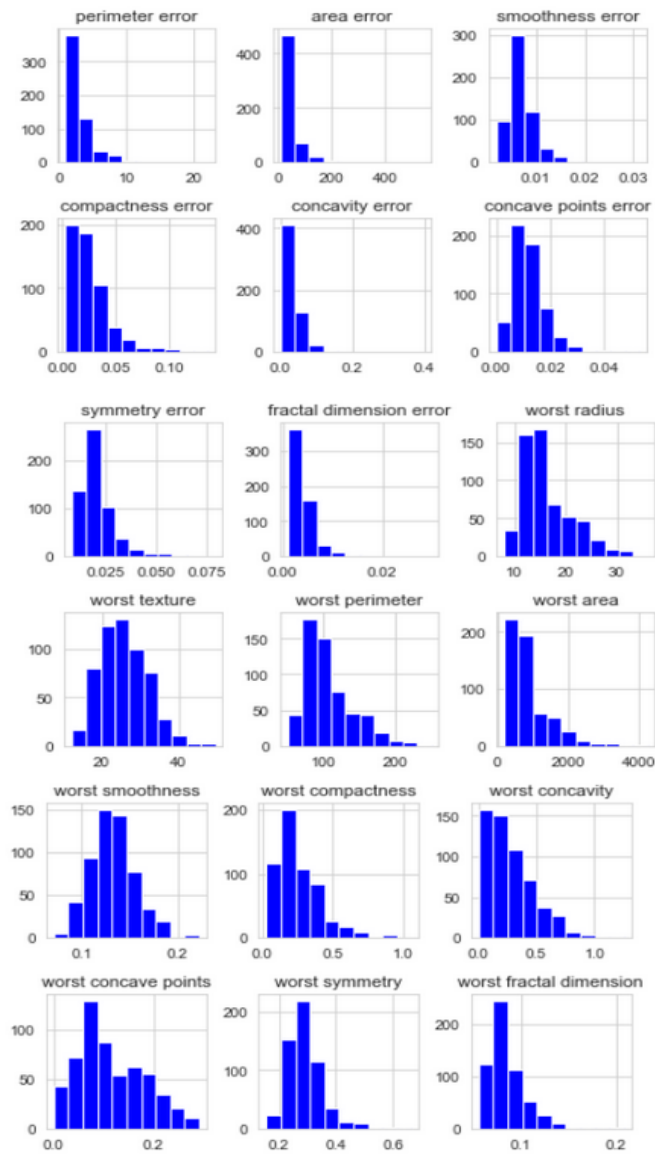 perimeter error area error smoothness error
300 400 300
200 200
100 200 100
0 0 0
0 10 20 0 200 400 0.01 0.02 0.03
compactness error concavity error concave points error
200 400 200
100 200 100
0 0 0
0.00 0.05 0.10 0.0 0.2 0.4 0.00 0.02 0.04
symmetry error fractal dimension error worst radius
200 300 150
100 200 100
100 50
0 0 0
0.025 0.050 0.075 0.00 0.02 10 20 30
worst texture worst perimeter worst area
100 150 200
50 100 100
50
0 0 0
20 40 100 200 0 2000 4000
worst smoothness worst compactness worst concavity
150 200 150
100 100 100
50 50
0 0 0
0.1 0.2 0.0 0.5 1.0 0.0 0.5 1.0
worst concave points worst symmetry worst fractal dimension
100 200 200
50 100 100
0 0 0
0.0 0.2 0.2 0.4 0.6 0.1 0.2